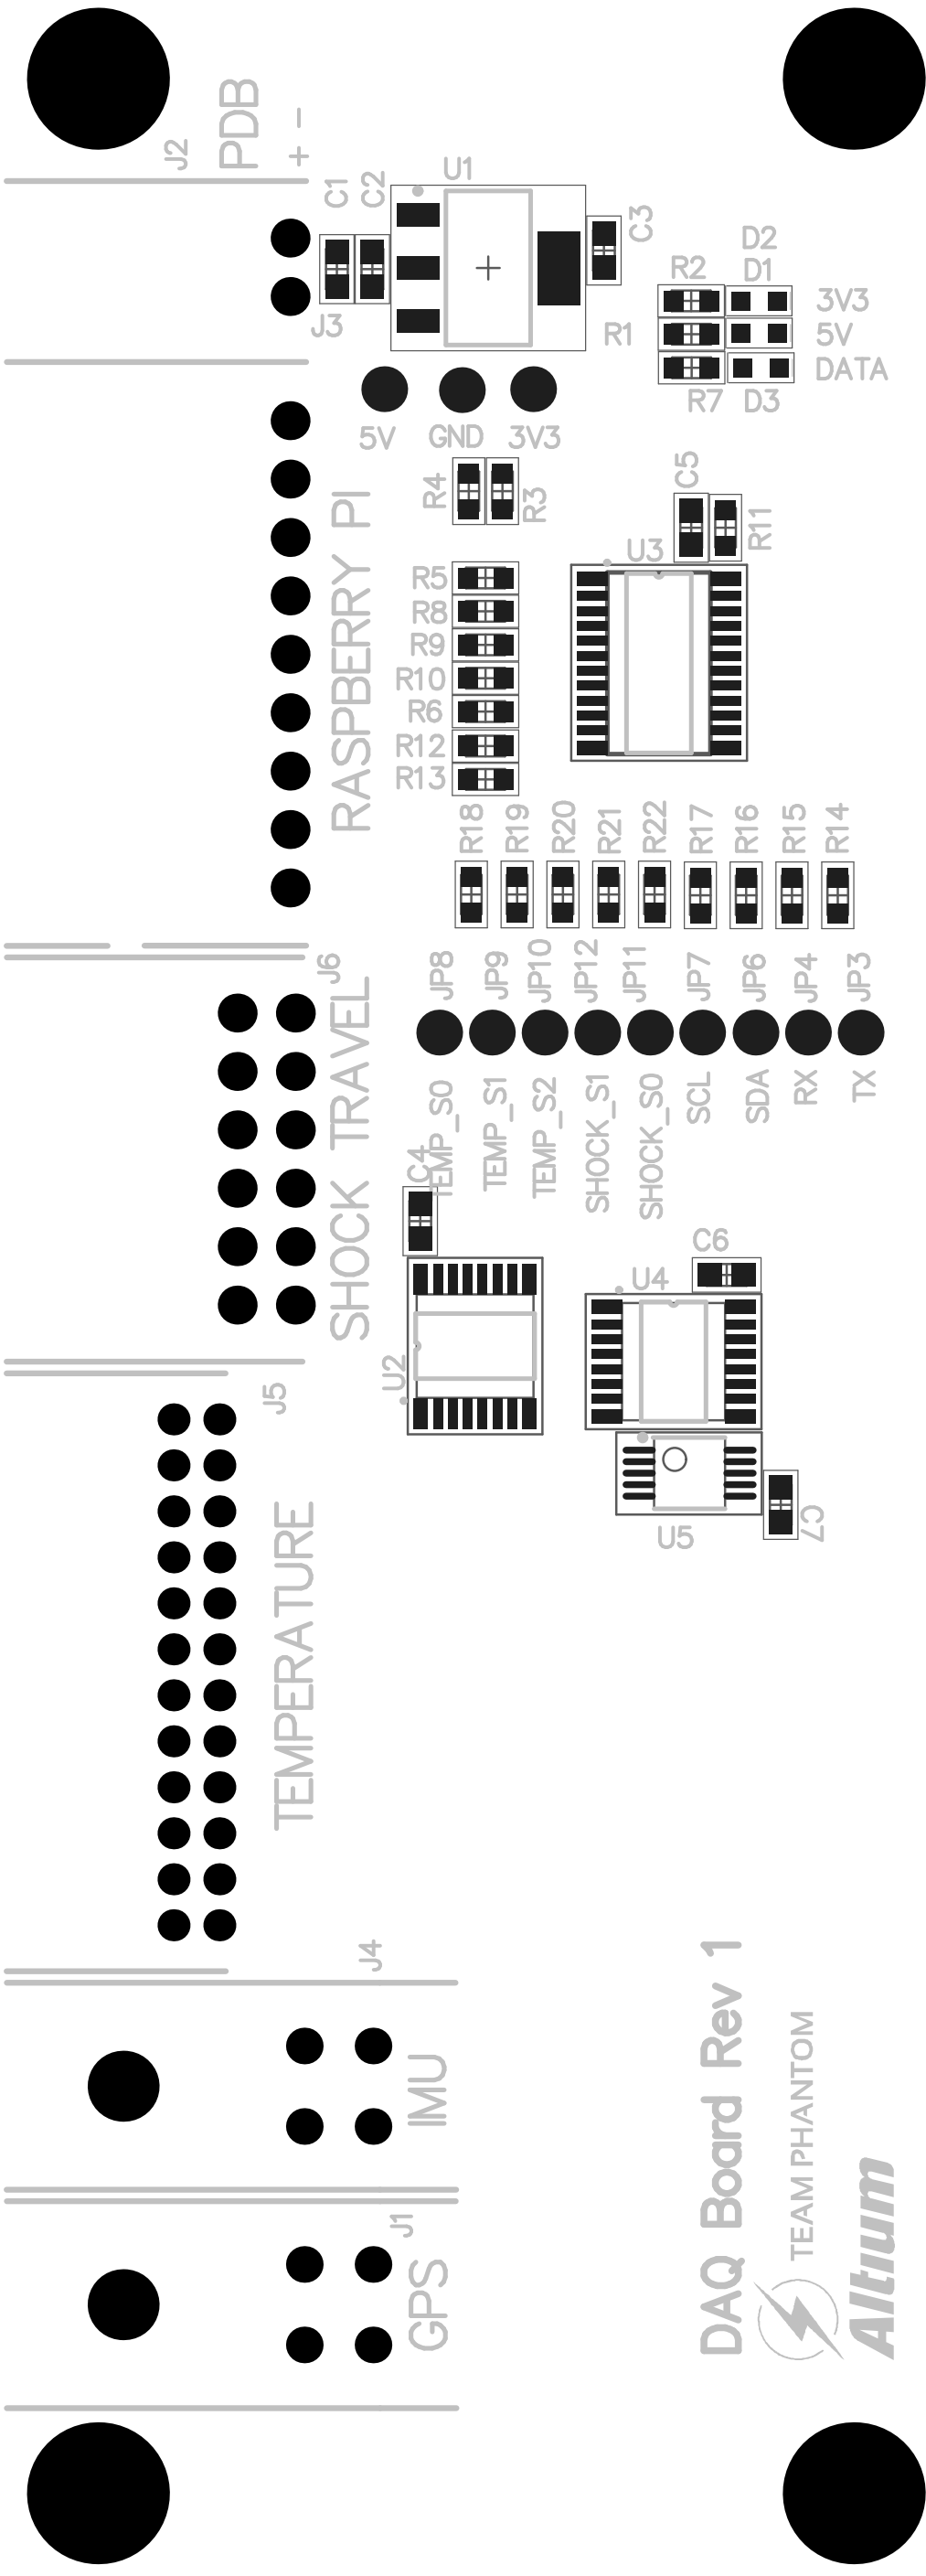 J2
PDB
+ -
C1
C2
U1
C3
J3
D2
R2
D1
3V3
R1
5V
DATA
R7
D3
5V
GND
3V3
R4
R3
C5
R11
U3
RASPBERRY PI
R5
R8
R9
R10
R6
R12
R13
R18
R19
R20
R21
R22
R17
R16
R15
R14
J6
JP8
JP9
JP10
JP12
JP11
JP7
JP6
JP4
JP3
SHOCK TRAVEL
TEMP_S0
TEMP_S1
TEMP_S2
SHOCK_S1
SHOCK_S0
SCL
SDA
RX
TX
C4
C6
U4
U2
J5
U5
C7
TEMPERATURE
J4
IMU
J1
GPS
DAQ Board Rev 1
TEAM PHANTOM
Altium